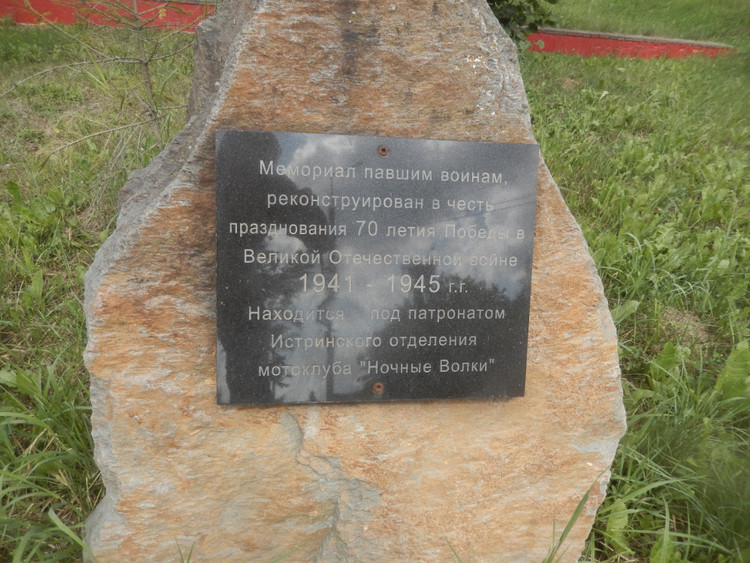 Мемориал павшим воинам,
реконструирован в честь
празднования 70 летия Победы в
Великой Отечественной войне
1941 - 1945 г.г.
Находится под патронатом
Истринского отделения
мотоклуба "Ночные Волки"